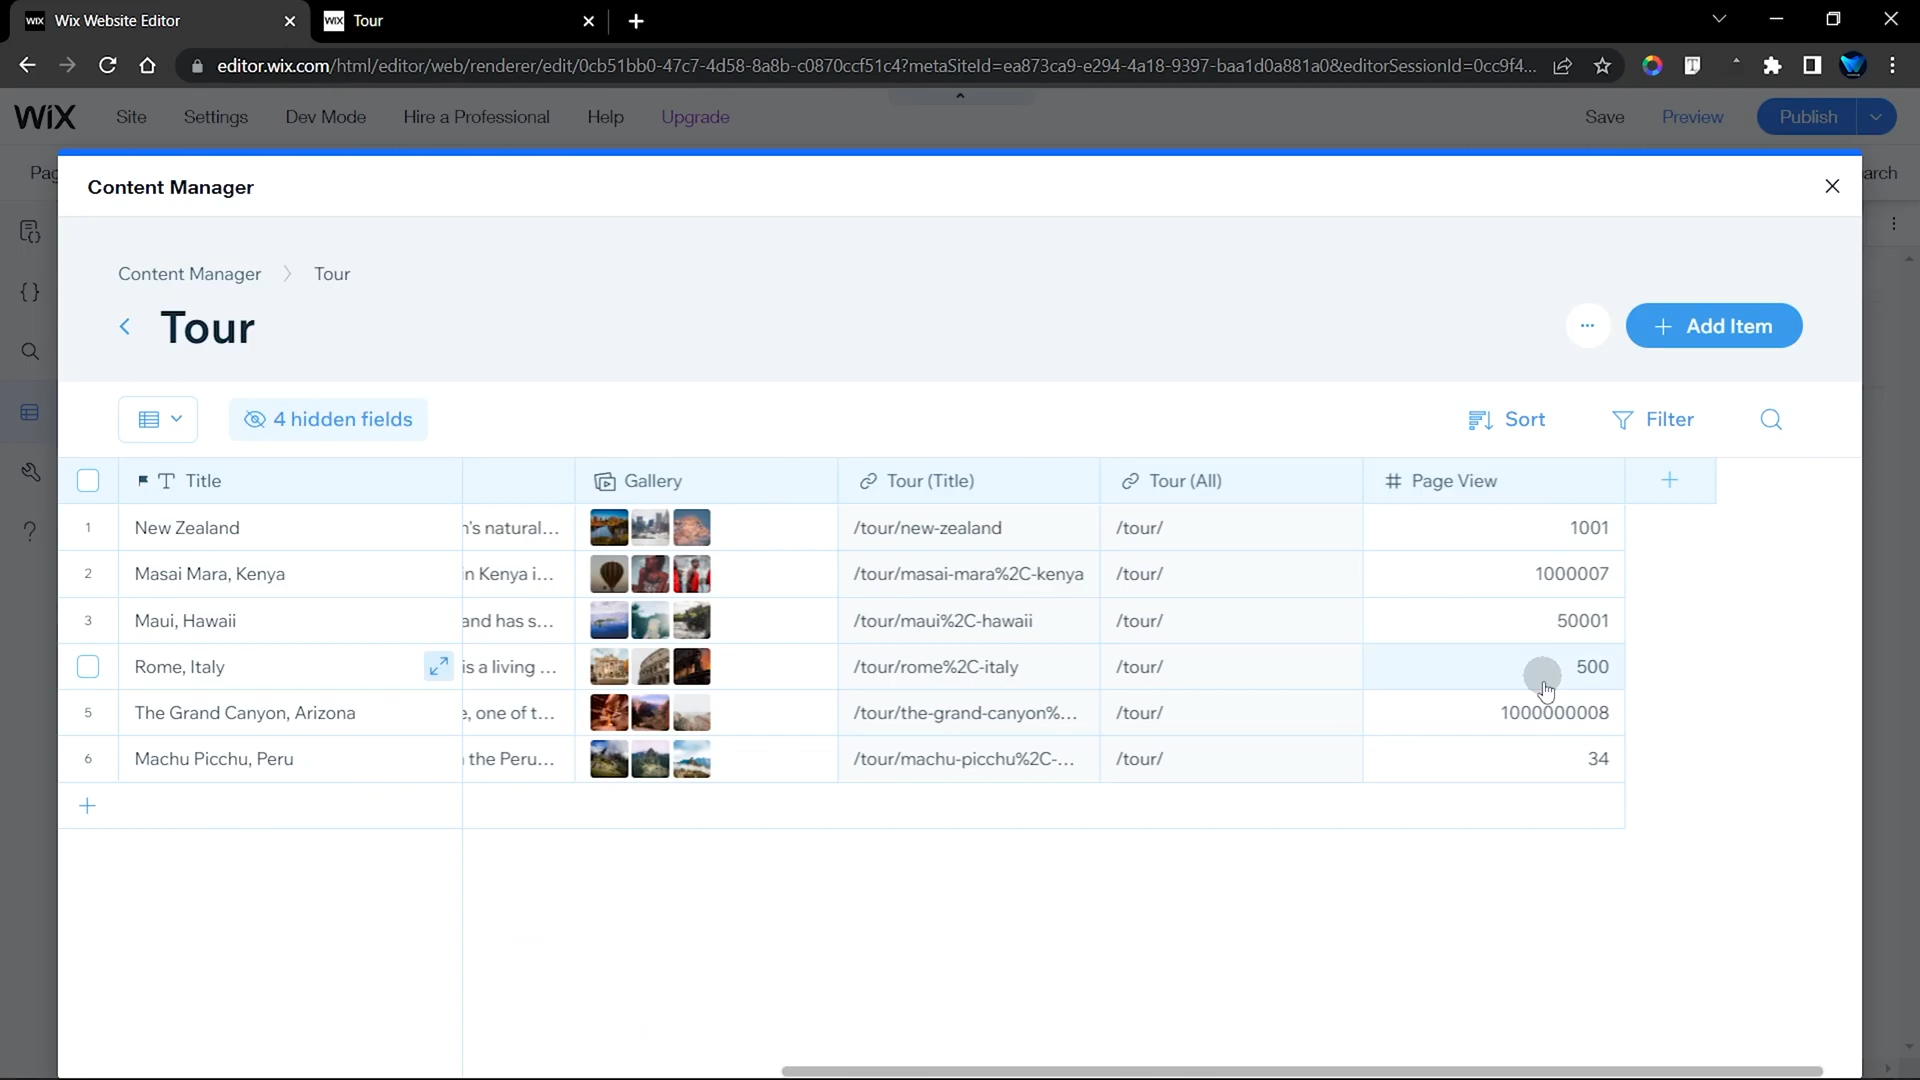 Wix Website Editor
Tour
editor.wix.com/html/editor/web/renderer/edit/0cb51bb0-47c7-4d58-8a8b-c0870ccf51c4?metaSiteId=ea873ca9-e294-4a18-9397-baa1d0a881a0&editorSessionId=0cc9f4...
WiX Site Settings Dev Mode Hire a Professional Help Upgrade Save Preview Publish
Pag arch
Content Manager
Content Manager > Tour
Tour
... + Add Item
4 hidden fields Sort Filter
Title Gallery Tour (Title) Tour (All) # Page View +
1 New Zealand n's natural... /tour/new-zealand /tour/ 1001
2 Masai Mara, Kenya in Kenya i... /tour/masai-mara%2C-kenya /tour/ 1000007
3 Maui, Hawaii and has s... /tour/maui%2C-hawaii /tour/ 50001
Rome, Italy is a living ... /tour/rome%2C-italy /tour/ 500
5 The Grand Canyon, Arizona e, one of t... /tour/the-grand-canyon%... /tour/ 1000000008
6 Machu Picchu, Peru the Peru... /tour/machu-picchu%2C-... /tour/ 34
+